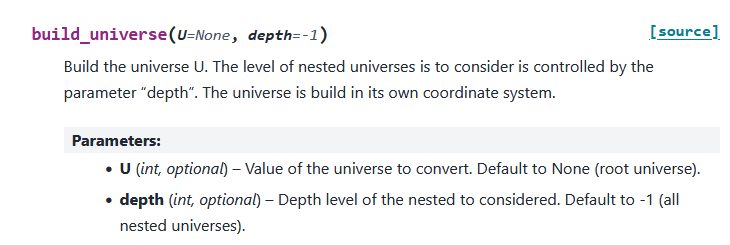 build_universe(U=None, depth=-1) [source]
Build the universe U. The level of nested universes is to consider is controlled by the
parameter “depth”. The universe is build in its own coordinate system.
Parameters:
• U (int, optional) – Value of the universe to convert. Default to None (root universe).
• depth (int, optional) – Depth level of the nested to considered. Default to -1 (all
nested universes).